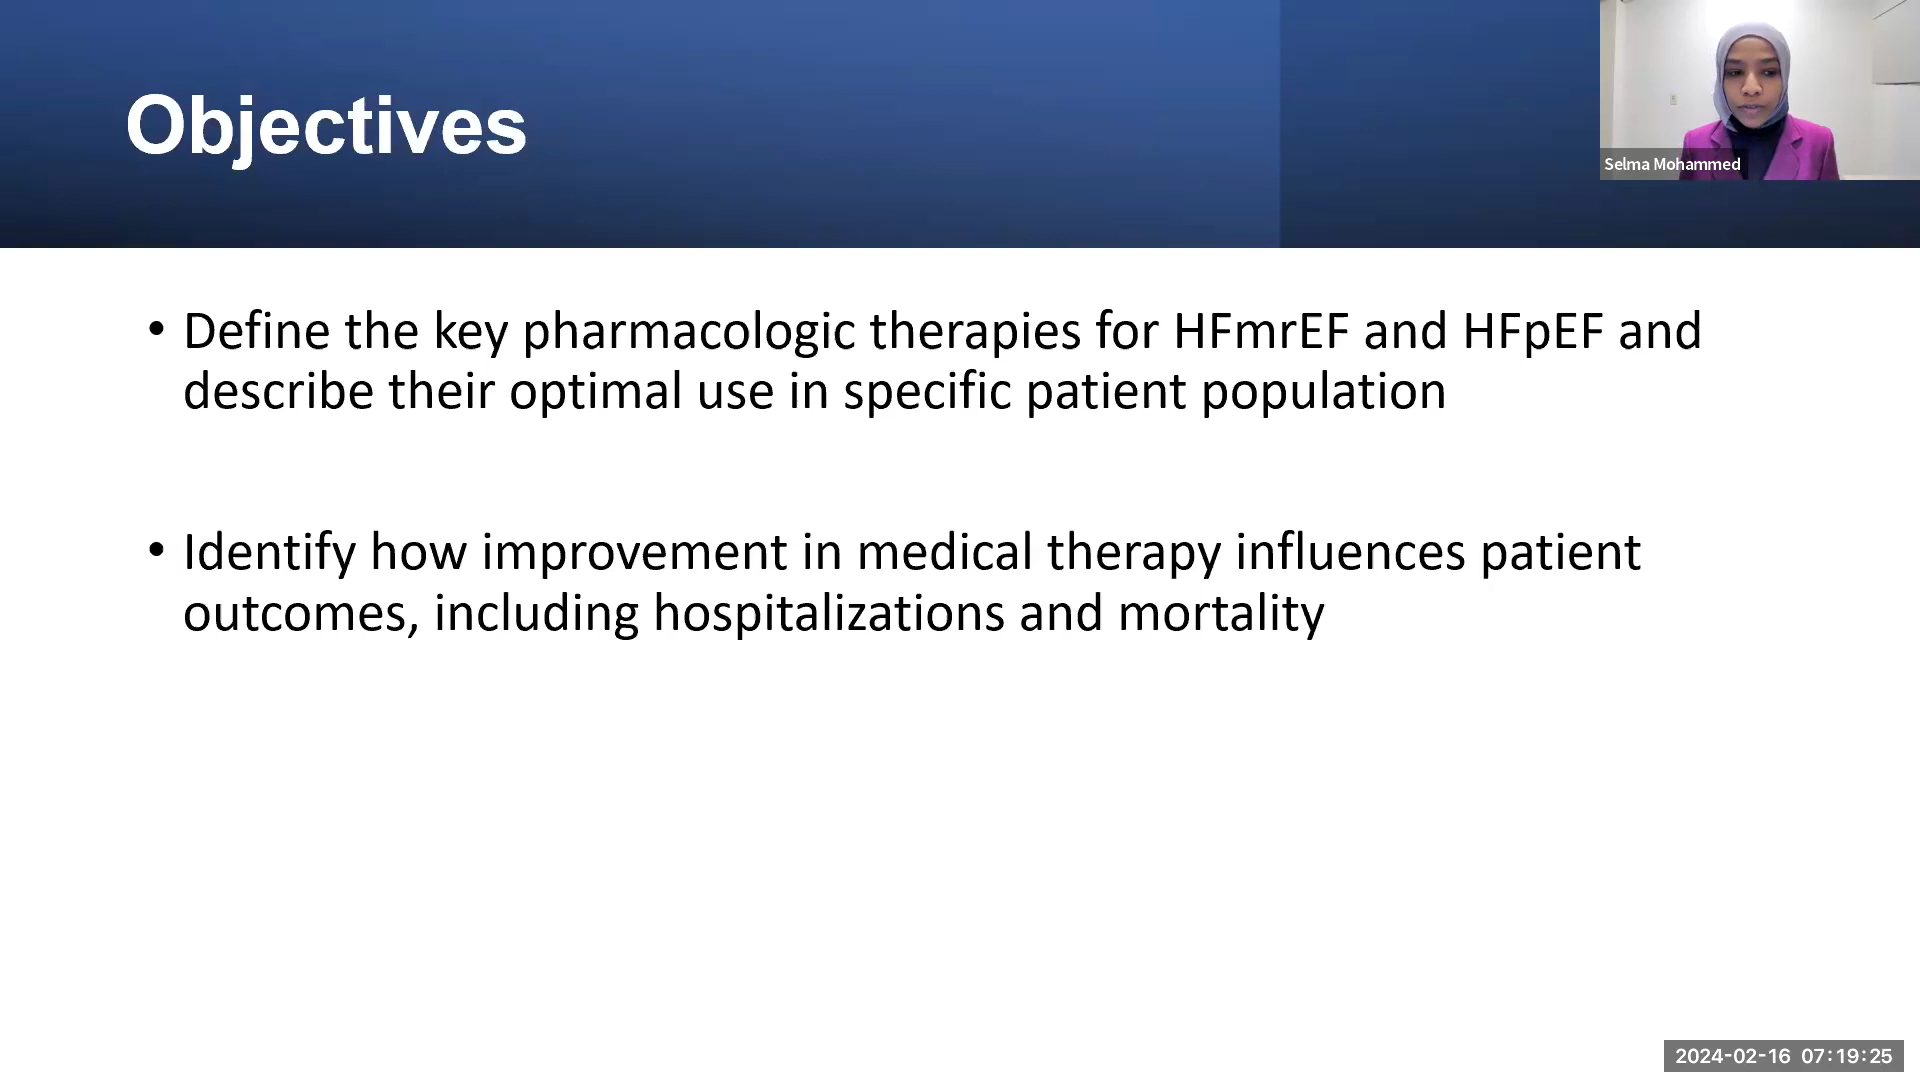 Objectives
Selma Mohammed
• Define the key pharmacologic therapies for HFmrEF and HFpEF and
describe their optimal use in specific patient population
• Identify how improvement in medical therapy influences patient
outcomes, including hospitalizations and mortality
2024-02-16 07:19:25